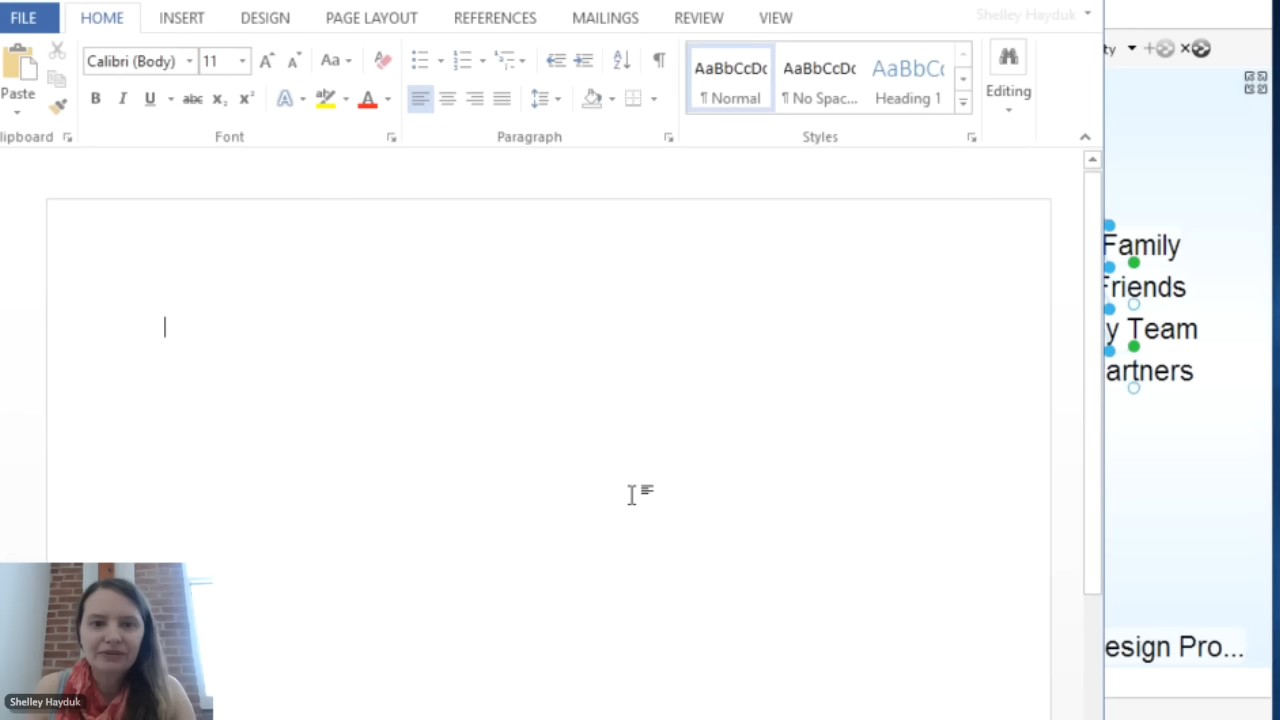 FILE HOME INSERT DESIGN PAGE LAYOUT REFERENCES MAILINGS REVIEW VIEW Shelley Hayduk
Calibri (Body) 11 Aa
AaBbCcDc AaBbCcDc AaBbCc
Paste B I U abc x₂ x² A A ¶ Normal ¶ No Spac... Heading 1 Editing
lipboard Font Paragraph Styles
ty
Family
Friends
y Team
artners
esign Pro...
Shelley Hayduk